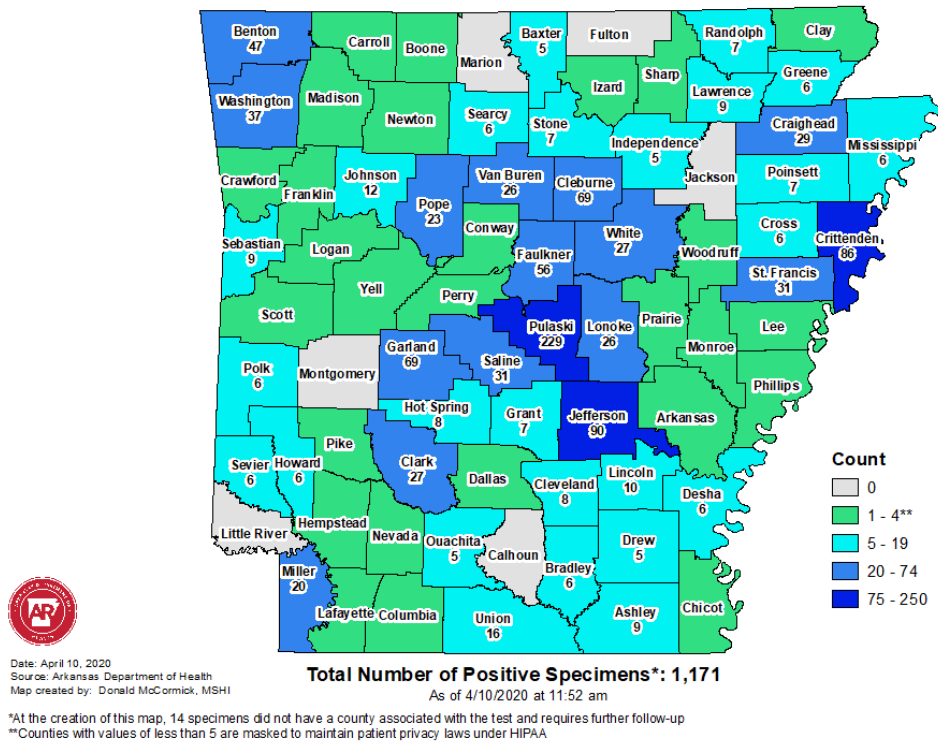 Benton
47
Carroll
Boone
Marion
Baxter
5
Fulton
Randolph
7
Clay
Washington
37
Madison
Newton
Searcy
6
Stone
7
Izard
Sharp
Lawrence
9
Greene
6
Craighead
29
Mississippi
6
Independence
5
Jackson
Poinsett
7
Crawford
Franklin
Johnson
12
Pope
23
Van Buren
26
Cleburne
69
Conway
White
27
Woodruff
Cross
6
Crittenden
86
Sebastian
9
Logan
Faulkner
56
St. Francis
31
Yell
Perry
Scott
Pulaski
229
Lonoke
26
Prairie
Monroe
Lee
Garland
69
Saline
31
Polk
6
Montgomery
Phillips
Hot Spring
8
Grant
7
Jefferson
90
Arkansas
Pike
Clark
27
Dallas
Sevier
6
Howard
6
Cleveland
8
Lincoln
10
Desha
6
Little River
Hempstead
Nevada
Ouachita
5
Calhoun
Bradley
6
Drew
5
Miller
20
Lafayette
Columbia
Union
16
Ashley
9
Chicot
Count
0
1 - 4**
5 - 19
20 - 74
75 - 250
AR
Date: April 10, 2020
Source: Arkansas Department of Health
Map created by: Donald McCormick, MSHI
Total Number of Positive Specimens*: 1,171
As of 4/10/2020 at 11:52 am
*At the creation of this map, 14 specimens did not have a county associated with the test and requires further follow-up
**Counties with values of less than 5 are masked to maintain patient privacy laws under HIPAA